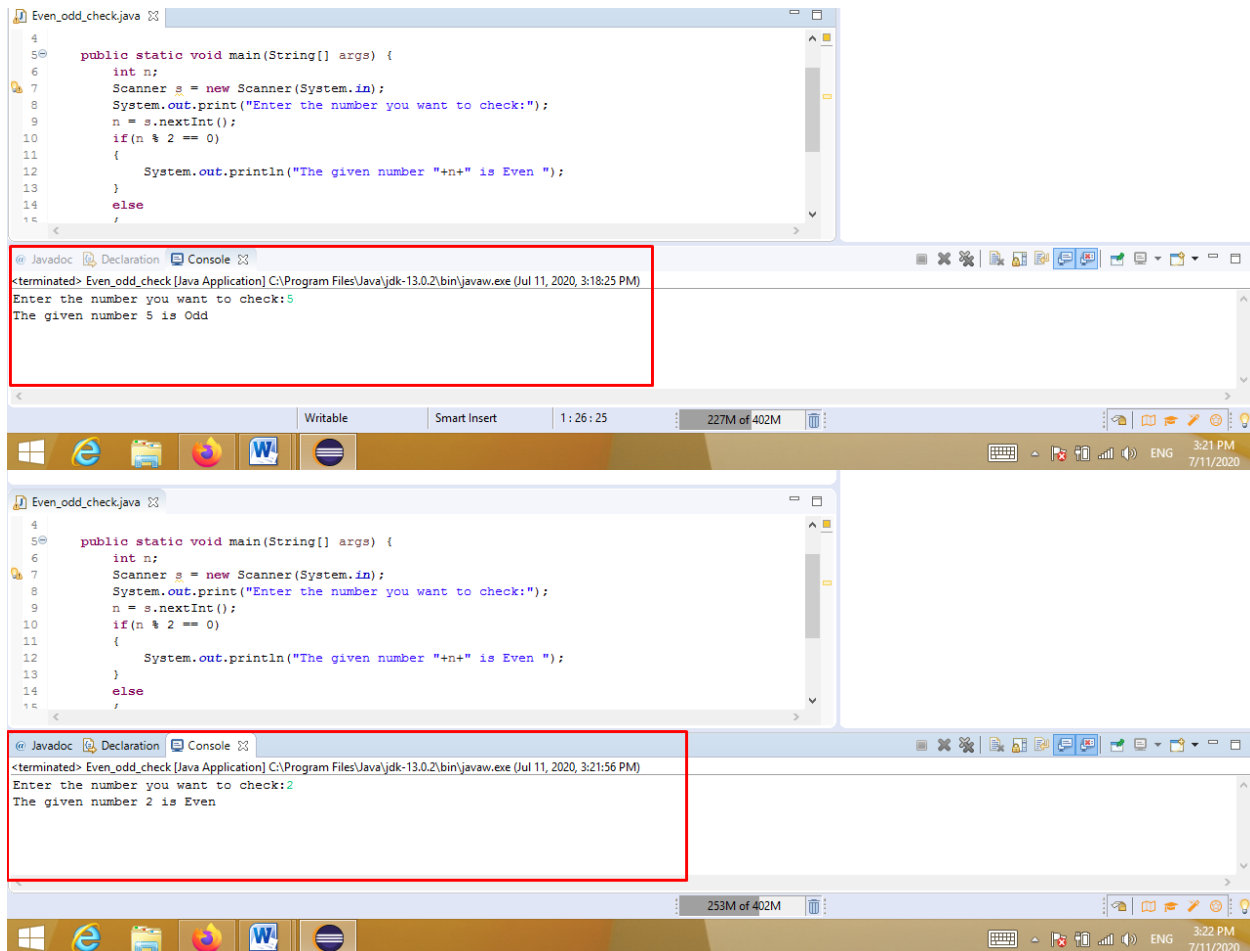 Even_odd_check.java
4
5 public static void main(String[] args) {
6 int n;
7 Scanner s = new Scanner(System.in);
8 System.out.print("Enter the number you want to check:");
9 n = s.nextInt();
10 if(n % 2 == 0)
11 {
12 System.out.println("The given number "+n+" is Even ");
13 }
14 else
15 {
@ Javadoc Declaration Console
<terminated> Even_odd_check [Java Application] C:\Program Files\Java\jdk-13.0.2\bin\javaw.exe (Jul 11, 2020, 3:18:25 PM)
Enter the number you want to check:5
The given number 5 is Odd
Writable Smart Insert 1 : 26 : 25 227M of 402M
ENG 3:21 PM
7/11/2020
Even_odd_check.java
4
5 public static void main(String[] args) {
6 int n;
7 Scanner s = new Scanner(System.in);
8 System.out.print("Enter the number you want to check:");
9 n = s.nextInt();
10 if(n % 2 == 0)
11 {
12 System.out.println("The given number "+n+" is Even ");
13 }
14 else
15 {
@ Javadoc Declaration Console
<terminated> Even_odd_check [Java Application] C:\Program Files\Java\jdk-13.0.2\bin\javaw.exe (Jul 11, 2020, 3:21:56 PM)
Enter the number you want to check:2
The given number 2 is Even
253M of 402M
ENG 3:22 PM
7/11/2020